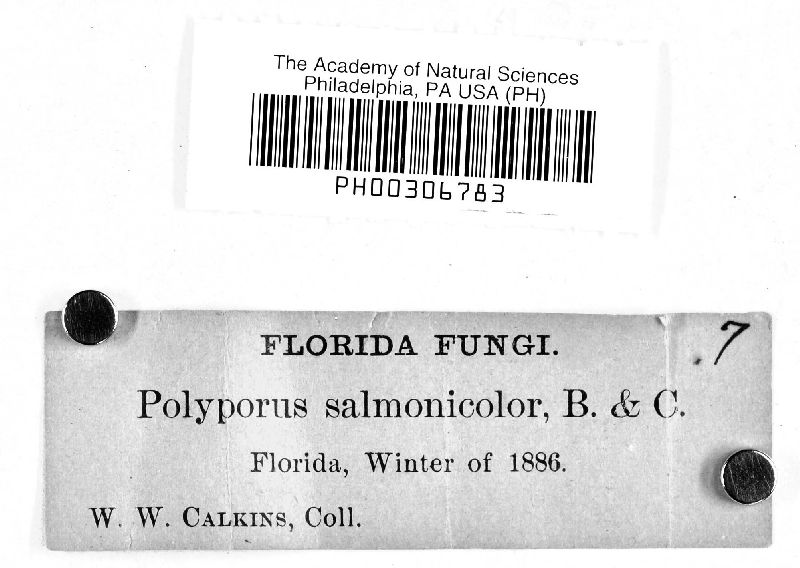 The Academy of Natural Sciences
Philadelphia, PA USA (PH)
PH00306783
7
FLORIDA FUNGI.
Polyporus salmonicolor, B. & C.
Florida, Winter of 1886.
W. W. CALKINS, Coll.